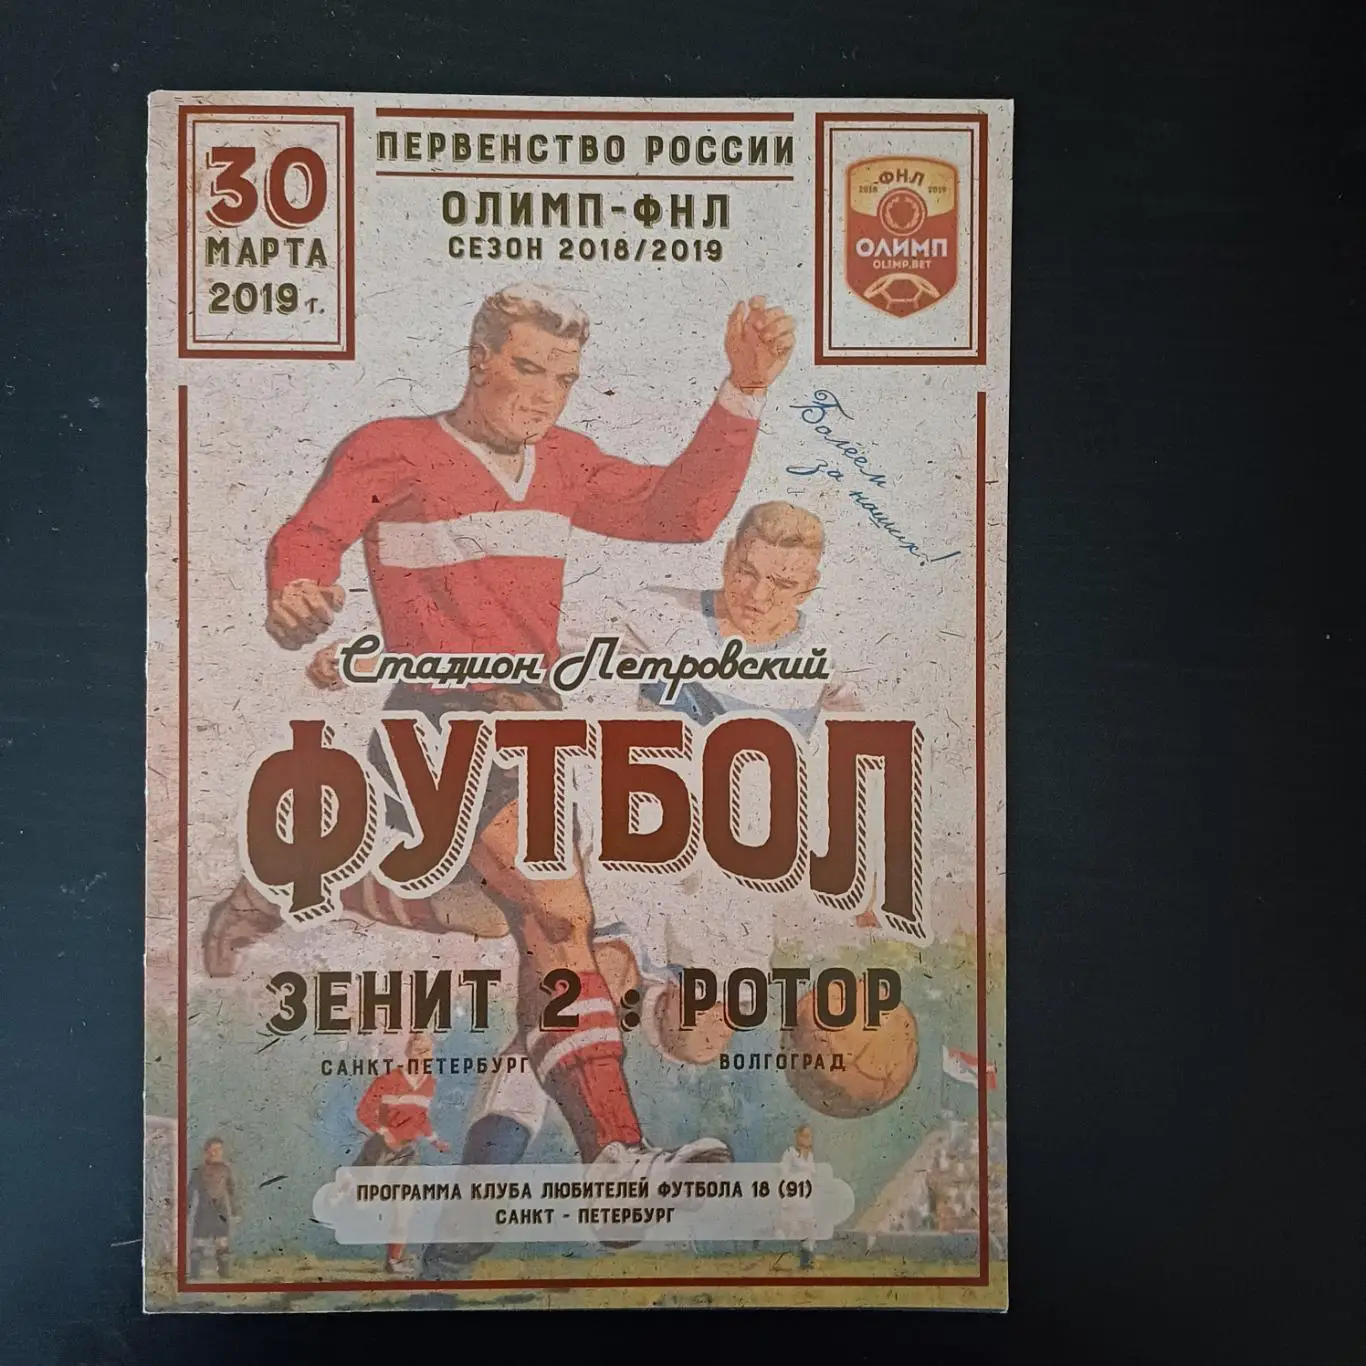 30
МАРТА
2019 г.
ПЕРВЕНСТВО РОССИИ
ОЛИМП-ФНЛ
СЕЗОН 2018/2019
ФНЛ
2018 2019
ОЛИМП
OLIMP.BET
Болеем
за наших!
Стадион Петровский
ФУТБОЛ
ЗЕНИТ 2 : РОТОР
САНКТ-ПЕТЕРБУРГ ВОЛГОГРАД
ПРОГРАММА КЛУБА ЛЮБИТЕЛЕЙ ФУТБОЛА 18 (91)
САНКТ - ПЕТЕРБУРГ